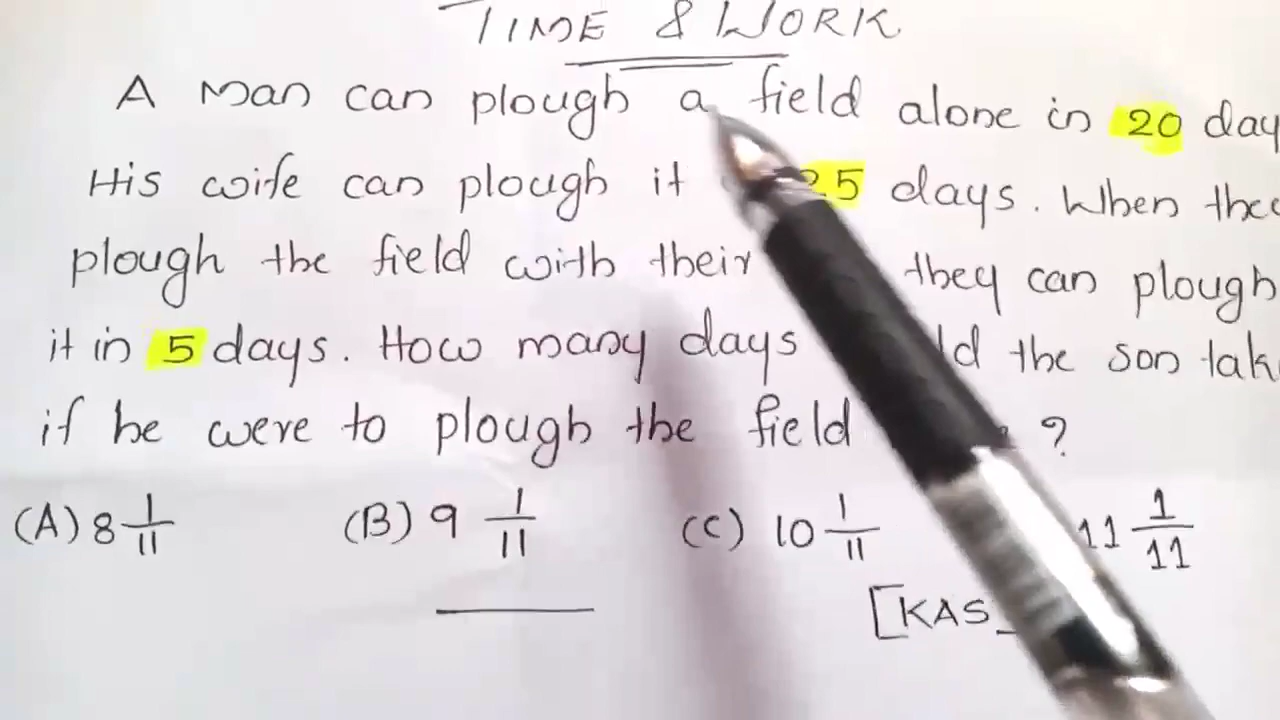 TIME & WORK
A Man can plough a field alone in 20 day
His wife can plough it 25 days. When the
plough the field with their they can plough
it in 5 days. How many days the son tak
if he were to plough the field ?
(A) 8 1/11 (B) 9 1/11 (C) 10 1/11 11 1/11
[KAS_